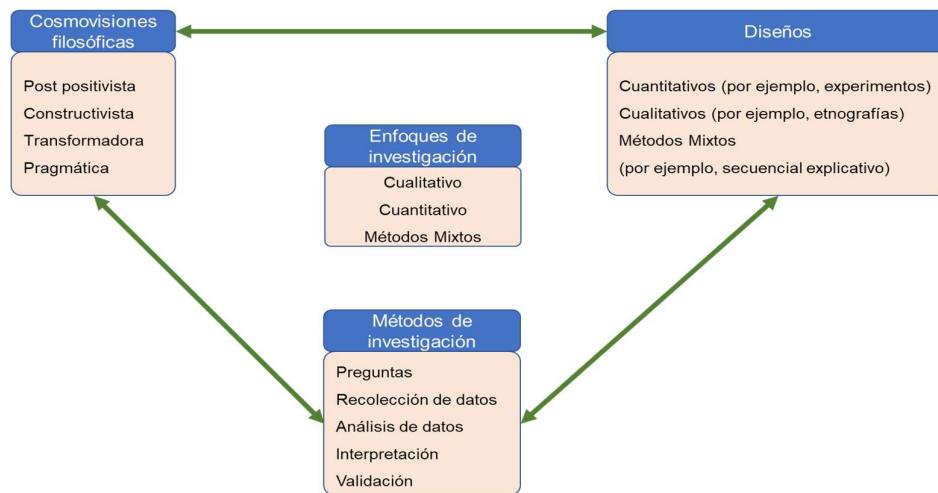 Cosmovisiones
filosóficas
Post positivista
Constructivista
Transformadora
Pragmática
Diseños
Cuantitativos (por ejemplo, experimentos)
Cualitativos (por ejemplo, etnografías)
Métodos Mixtos
(por ejemplo, secuencial explicativo)
Enfoques de
investigación
Cualitativo
Cuantitativo
Métodos Mixtos
Métodos de
investigación
Preguntas
Recolección de datos
Análisis de datos
Interpretación
Validación